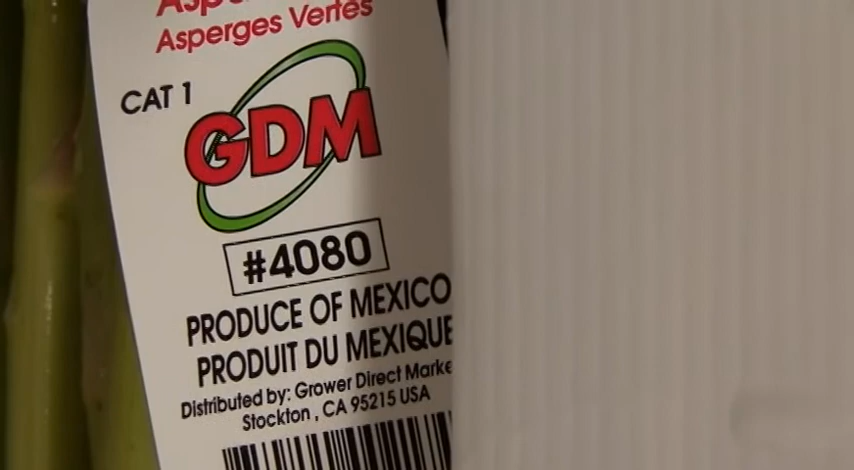 Asperges Vertes
CAT 1
GDM
#4080
PRODUCE OF MEXICO
PRODUIT DU MEXIQUE
Distributed by: Grower Direct Marke
Stockton , CA 95215 USA